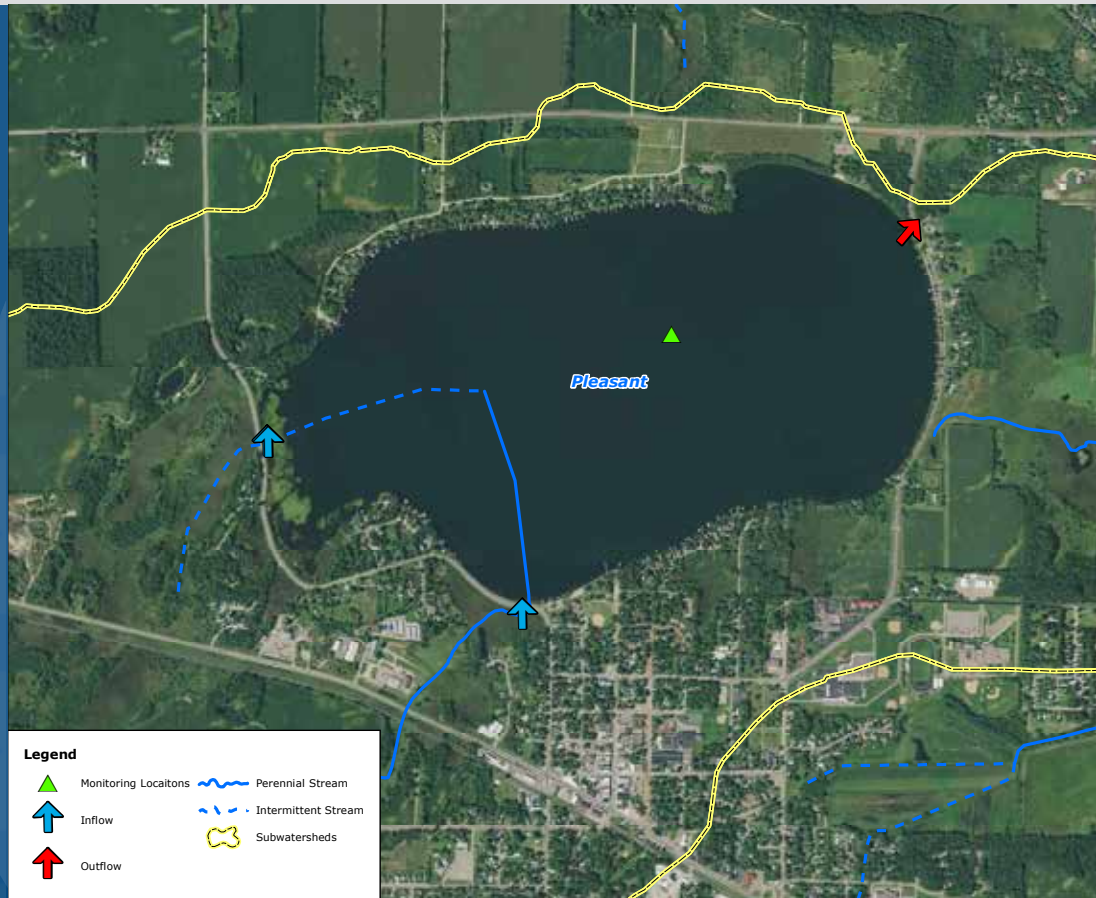 Pleasant
Legend
Monitoring Locaitons
Perennial Stream
Inflow
Intermittent Stream
Subwatersheds
Outflow